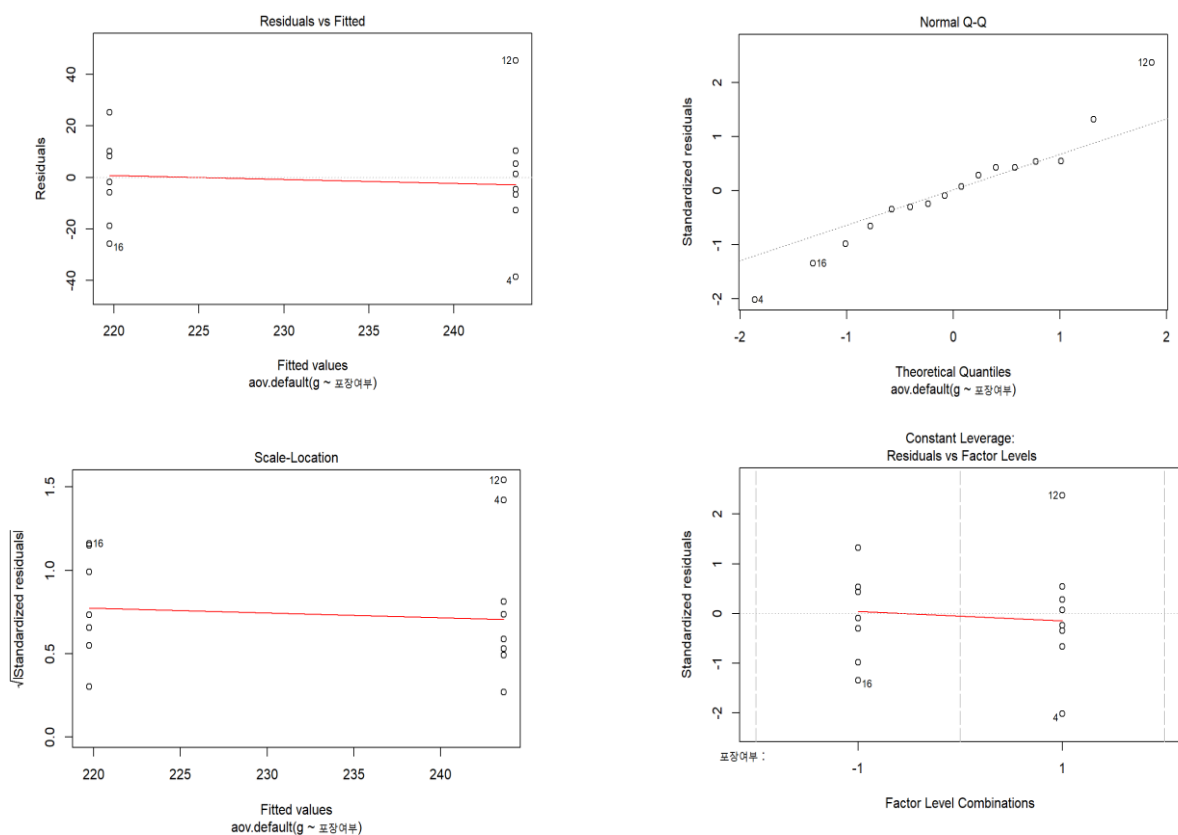 Residuals vs Fitted
Residuals
40
20
0
-20
-40
12
16
4
220
225
230
235
240
Fitted values
aov.default(g ~ 포장여부)
Normal Q-Q
Standardized residuals
2
1
0
-1
-2
12
16
4
-2
-1
0
1
2
Theoretical Quantiles
aov.default(g ~ 포장여부)
Scale-Location
√|Standardized residuals|
1.5
1.0
0.5
0.0
12
4
16
220
225
230
235
240
Fitted values
aov.default(g ~ 포장여부)
Constant Leverage:
Residuals vs Factor Levels
Standardized residuals
2
1
0
-1
-2
12
16
4
포장여부 :
-1
1
Factor Level Combinations